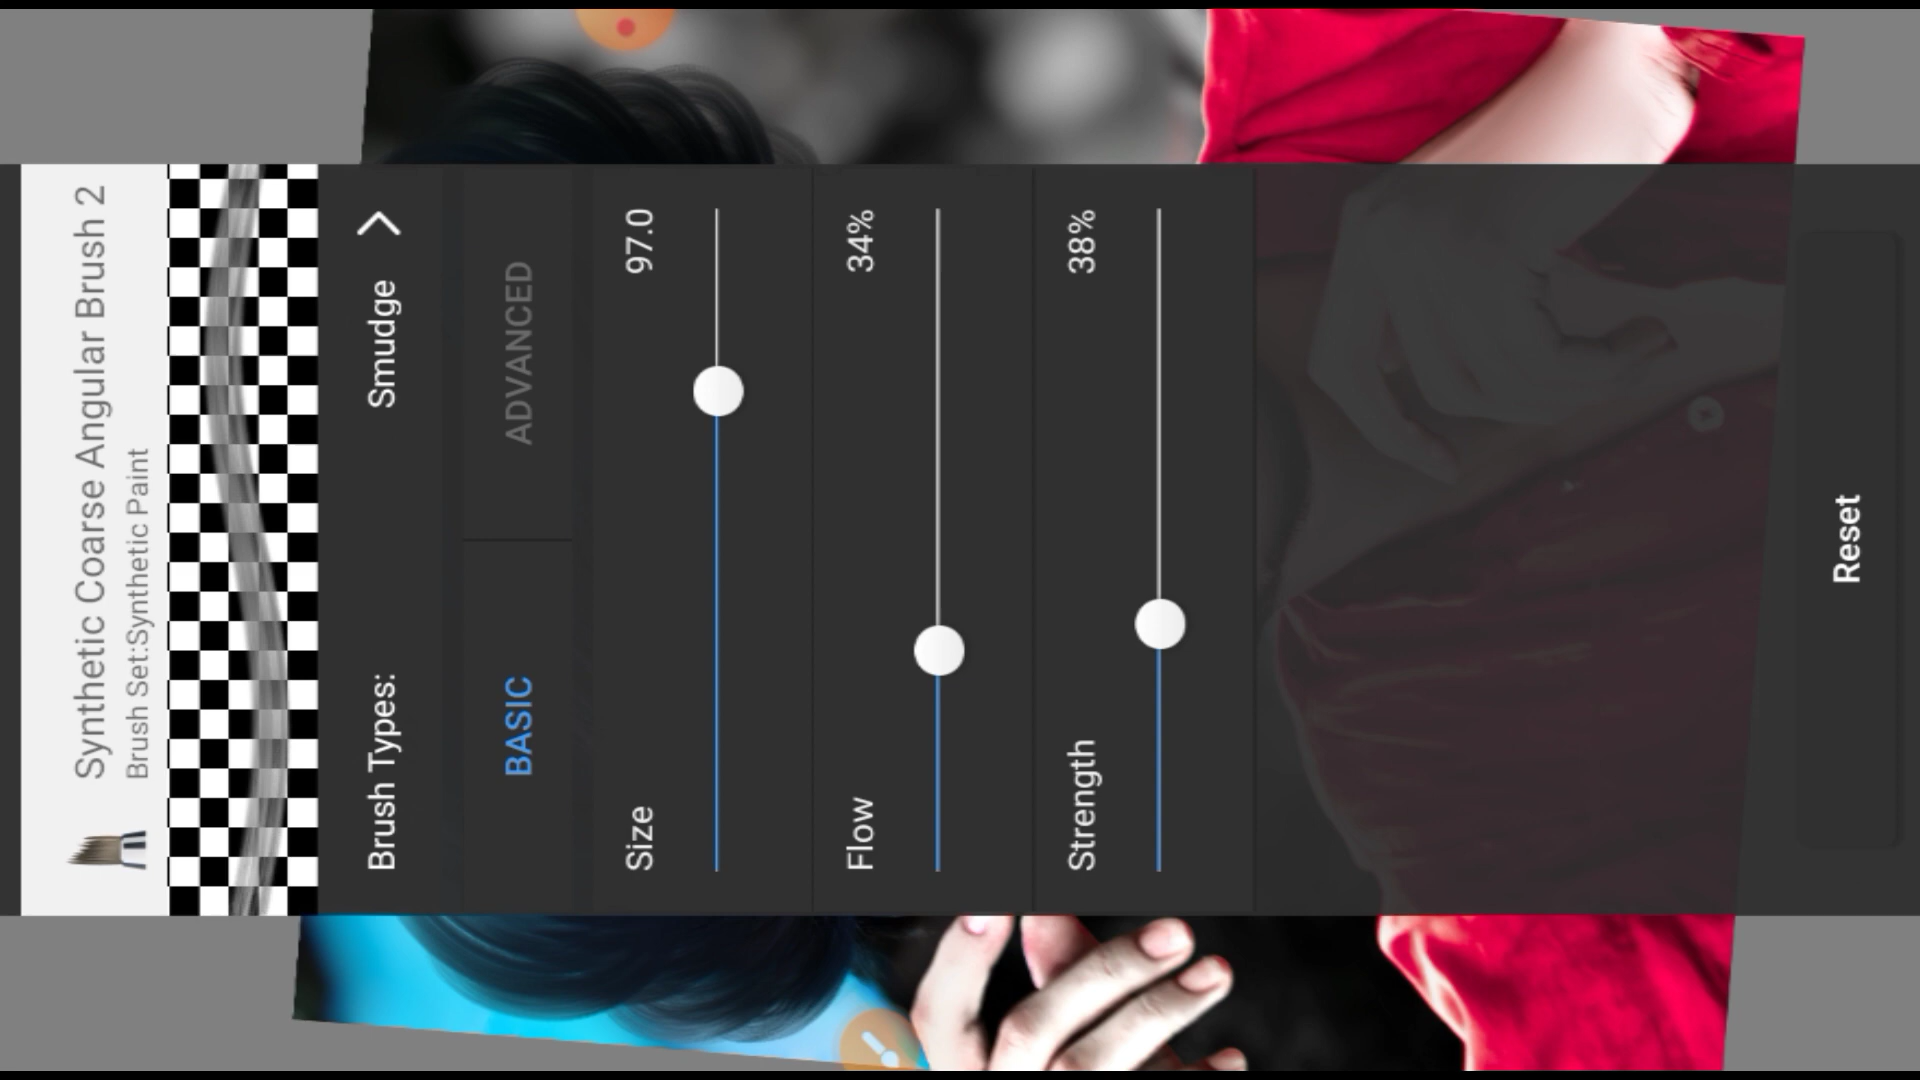 Synthetic Coarse Angular Brush 2
Brush Set:Synthetic Paint
Brush Types: Smudge
BASIC ADVANCED
Size 97.0
Flow 34%
Strength 38%
Reset